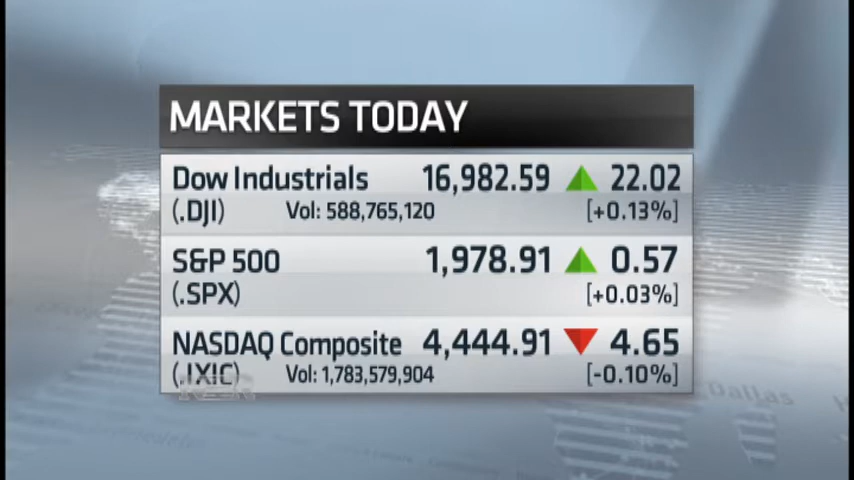 MARKETS TODAY
Dow Industrials 16,982.59 ▲ 22.02
(.DJI) Vol: 588,765,120 [+0.13%]
S&P 500 1,978.91 ▲ 0.57
(.SPX) [+0.03%]
NASDAQ Composite 4,444.91 ▼ 4.65
(.IXIC) Vol: 1,783,579,904 [-0.10%]
Dallas